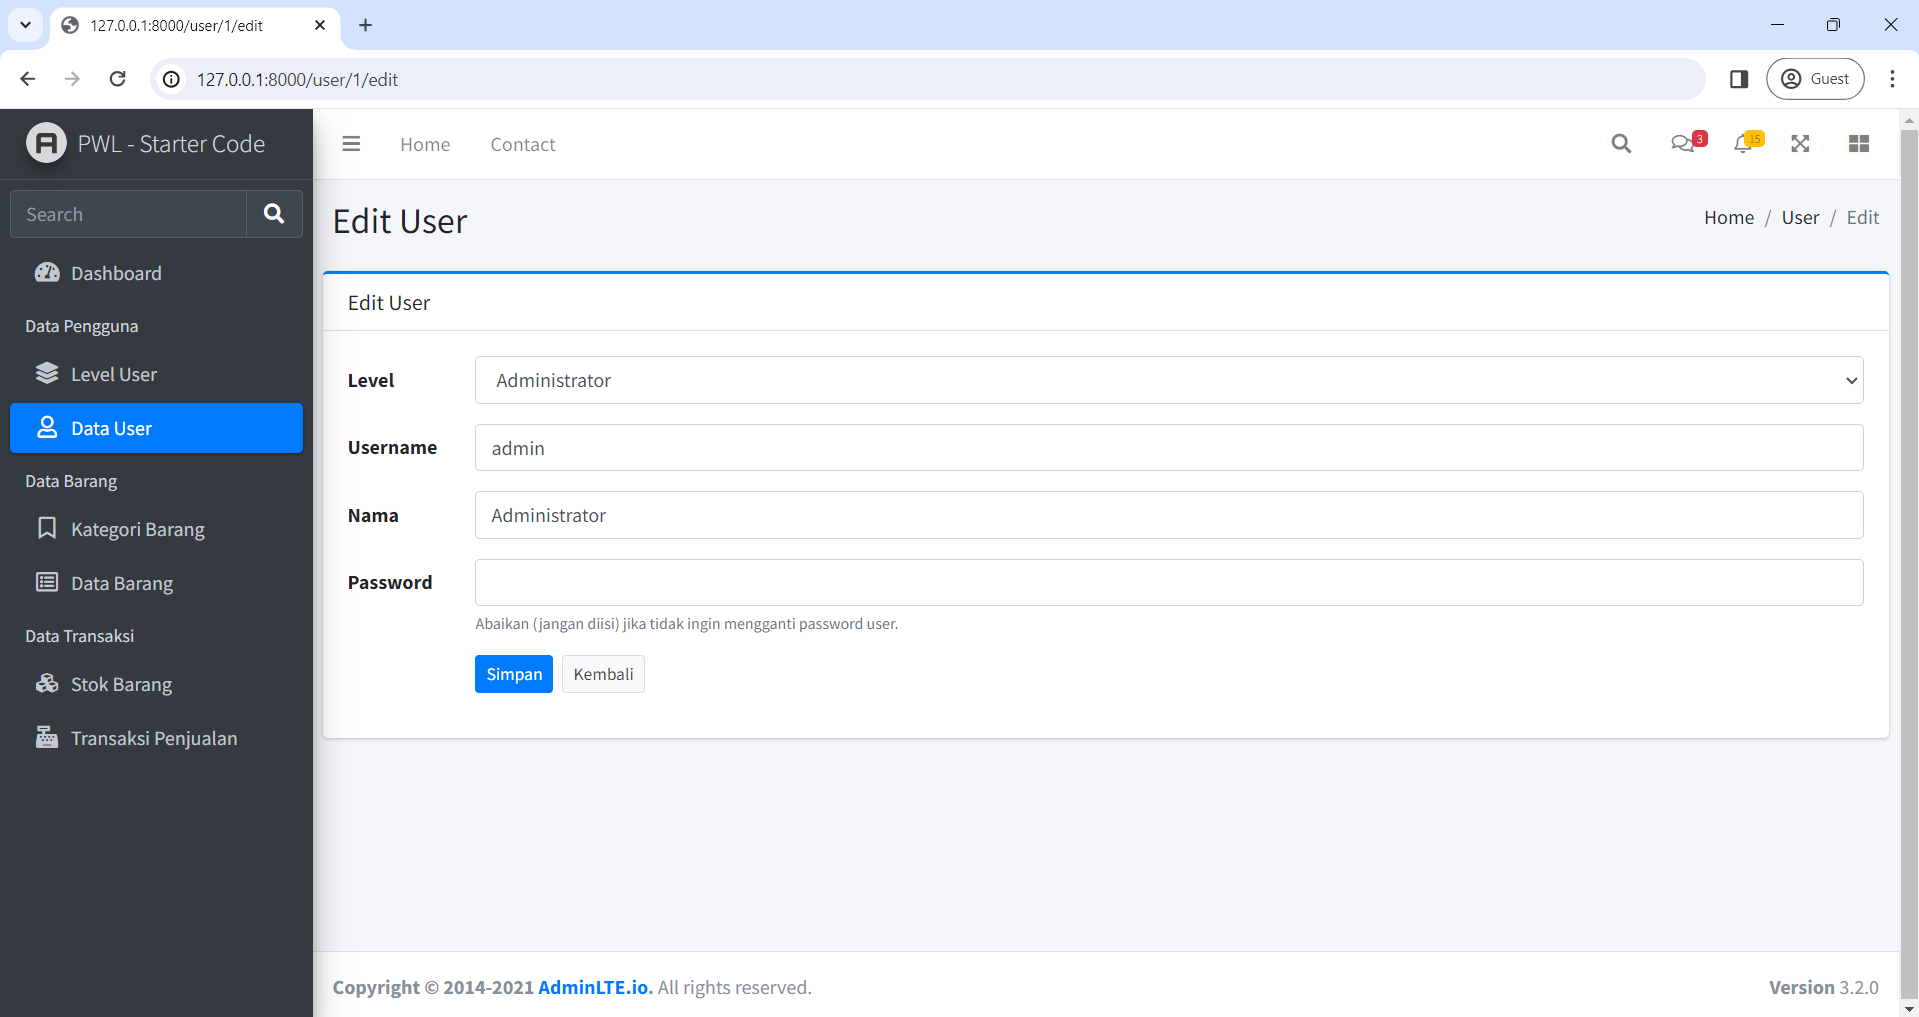 127.0.0.1:8000/user/1/edit
127.0.0.1:8000/user/1/edit
Guest
PWL - Starter Code
Home
Contact
3
15
Search
Edit User
Home / User / Edit
Dashboard
Data Pengguna
Level User
Data User
Data Barang
Kategori Barang
Data Barang
Data Transaksi
Stok Barang
Transaksi Penjualan
Edit User
Level
Administrator
Username
admin
Nama
Administrator
Password
Abaikan (jangan diisi) jika tidak ingin mengganti password user.
Simpan
Kembali
Copyright © 2014-2021 AdminLTE.io. All rights reserved.
Version 3.2.0